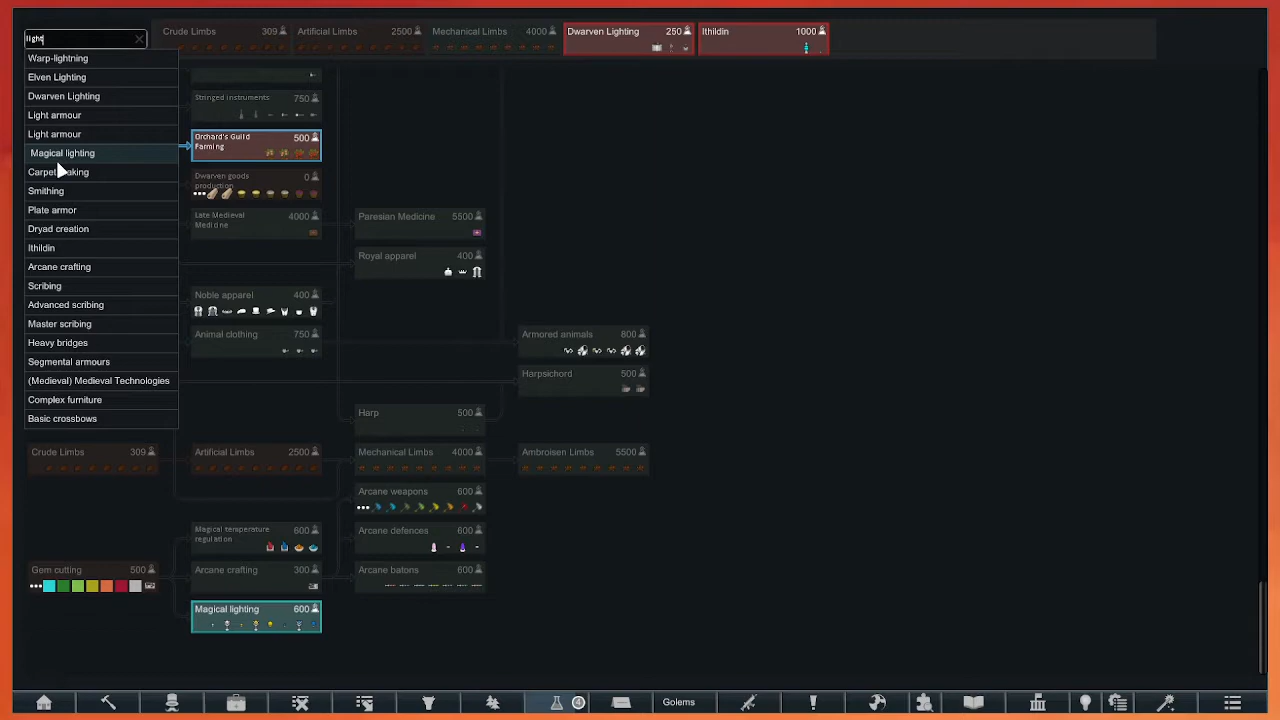 light
Crude Limbs 309
Artificial Limbs 2500
Mechanical Limbs 4000
Dwarven Lighting 250
Ithildin 1000
Warp-lightning
Elven Lighting
Dwarven Lighting
Light armour
Light armour
Magical lighting
Carpet making
Smithing
Plate armor
Dryad creation
Ithildin
Arcane crafting
Scribing
Advanced scribing
Master scribing
Heavy bridges
Segmental armours
(Medieval) Medieval Technologies
Complex furniture
Basic crossbows
Stringed instruments 750
Orchard's Guild Farming 500
Dwarven goods production 0
Late Medieval Medicine 4000
Paresian Medicine 5500
Royal apparel 400
Noble apparel 400
Animal clothing 750
Armored animals 800
Harpsichord 500
Harp 500
Crude Limbs 309
Artificial Limbs 2500
Mechanical Limbs 4000
Ambroisen Limbs 5500
Arcane weapons 600
Magical temperature regulation 600
Arcane defences 600
Gem cutting 500
Arcane crafting 300
Arcane batons 600
Magical lighting 600
4
Golems